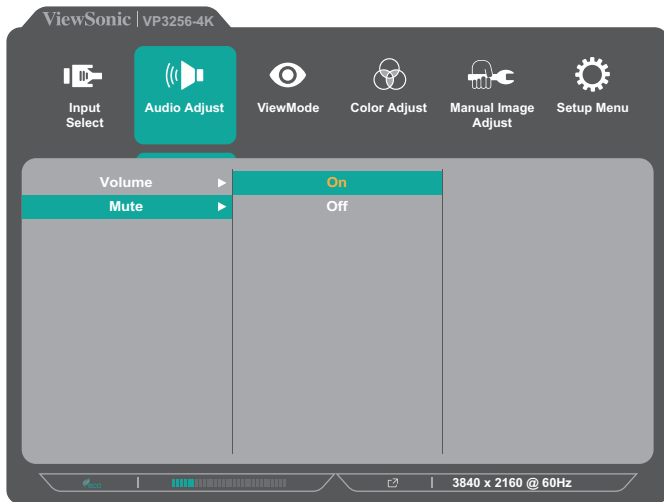 ViewSonic | VP3256-4K
Input Select
Audio Adjust
ViewMode
Color Adjust
Manual Image Adjust
Setup Menu
Volume
On
Mute
Off
eco
3840 x 2160 @ 60Hz